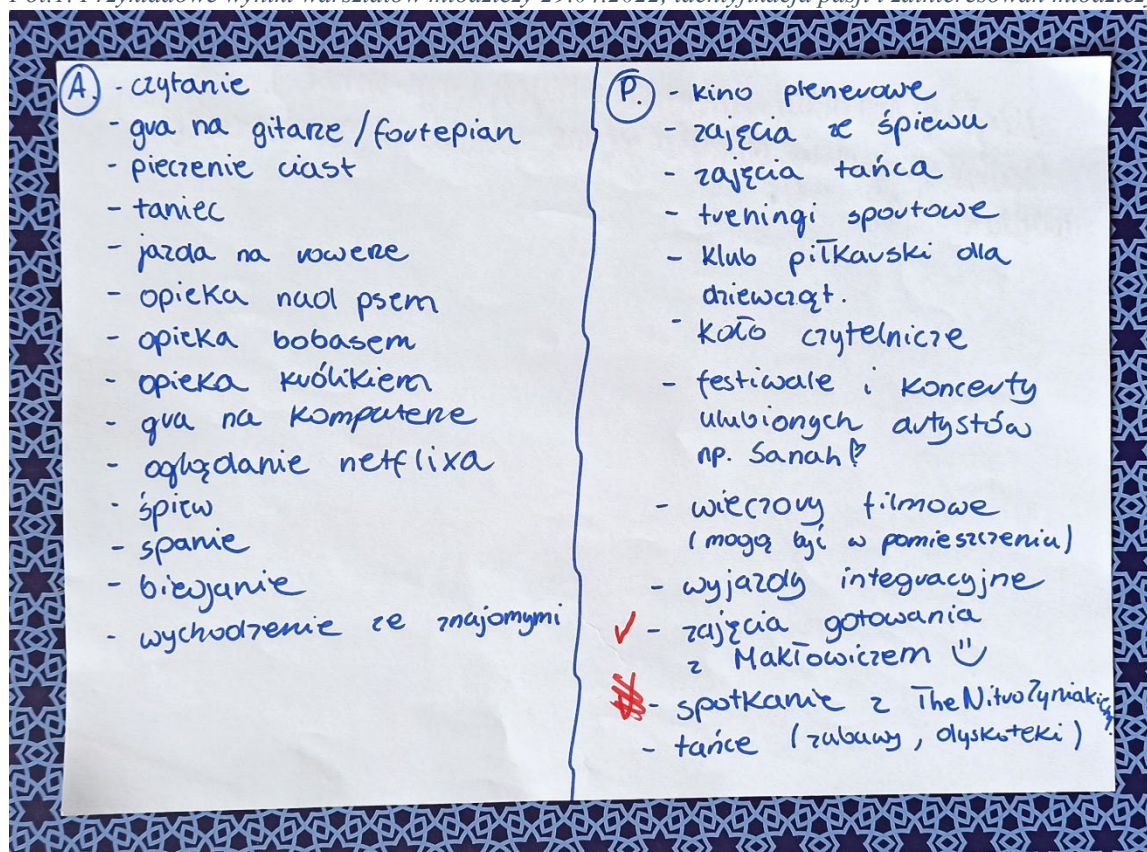 Fot.1. Przykładowe wyniki warsztatów młodzieży 29.04.2022, identyfikacja pasji i zainteresowań młodzieży
A.) - czytanie
- gra na gitarze / fortepian
- pieczenie ciast
- taniec
- jazda na rowerze
- opieka nad psem
- opieka bobasem
- opieka królikiem
- gra na komputerze
- oglądanie netflixa
- śpiew
- spanie
- bieganie
- wychodzenie ze znajomymi
P.) - kino plenerowe
- zajęcia ze śpiewu
- zajęcia tańca
- treningi sportowe
- klub piłkarski dla
dziewcząt.
- koło czytelnicze
- festiwale i koncerty
ulubionych artystów
np. Sanah
- wieczory filmowe
(mogą być w pomieszczeniu)
- wyjazdy integracyjne
✓ - zajęcia gotowania
z Makłowiczem
- spotkanie z TheNitroZyniakiem.
- tańce (zabawy, dyskoteki)